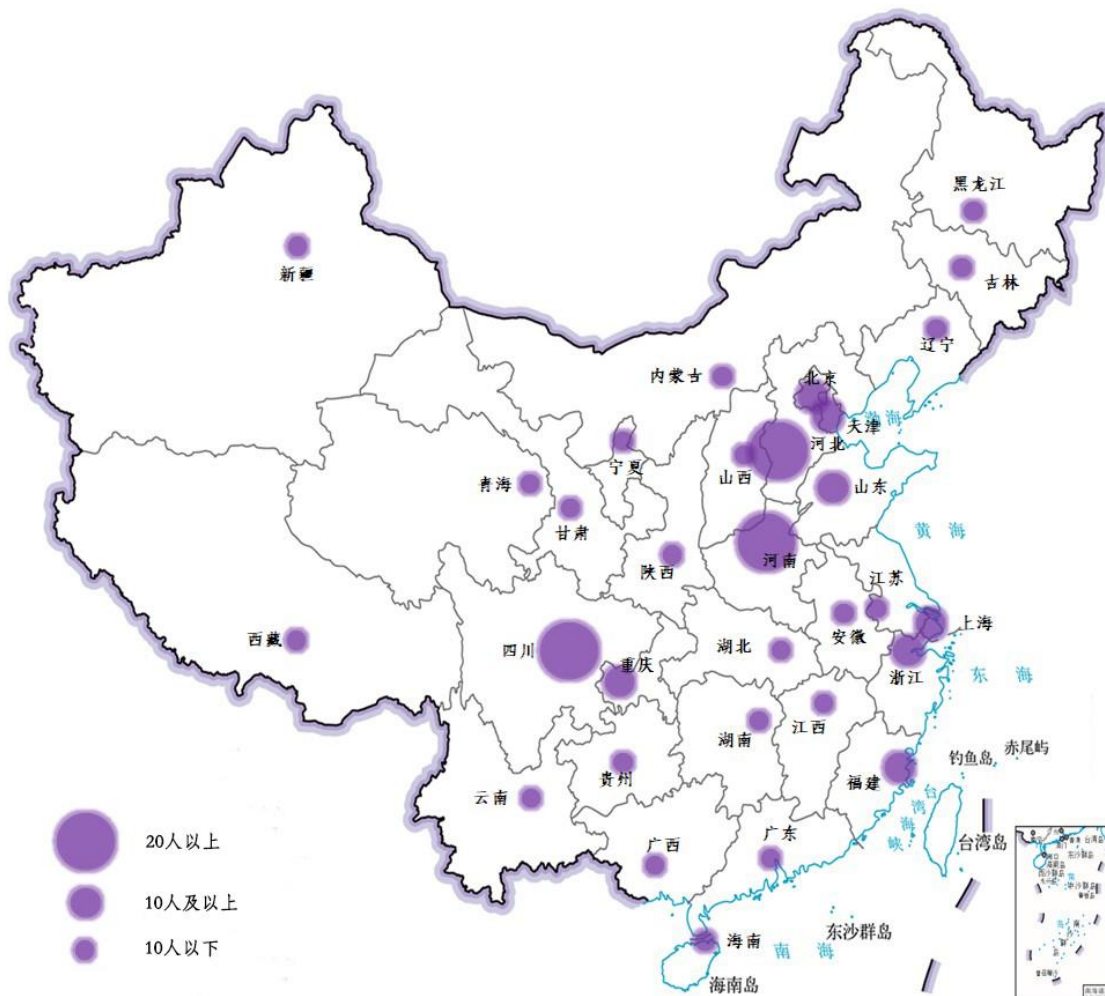 黑龙江
新疆
吉林
辽宁
内蒙古
北京
渤海
天津
河北
宁夏
山西
青海
山东
甘肃
黄海
河南
陕西
江苏
安徽
上海
西藏
湖北
四川
重庆
浙江
东海
江西
湖南
钓鱼岛
赤尾屿
贵州
福建
云南
台湾海峡
广东
20人以上
广西
台湾岛
10人及以上
东沙群岛
海南
南海
10人以下
海南岛